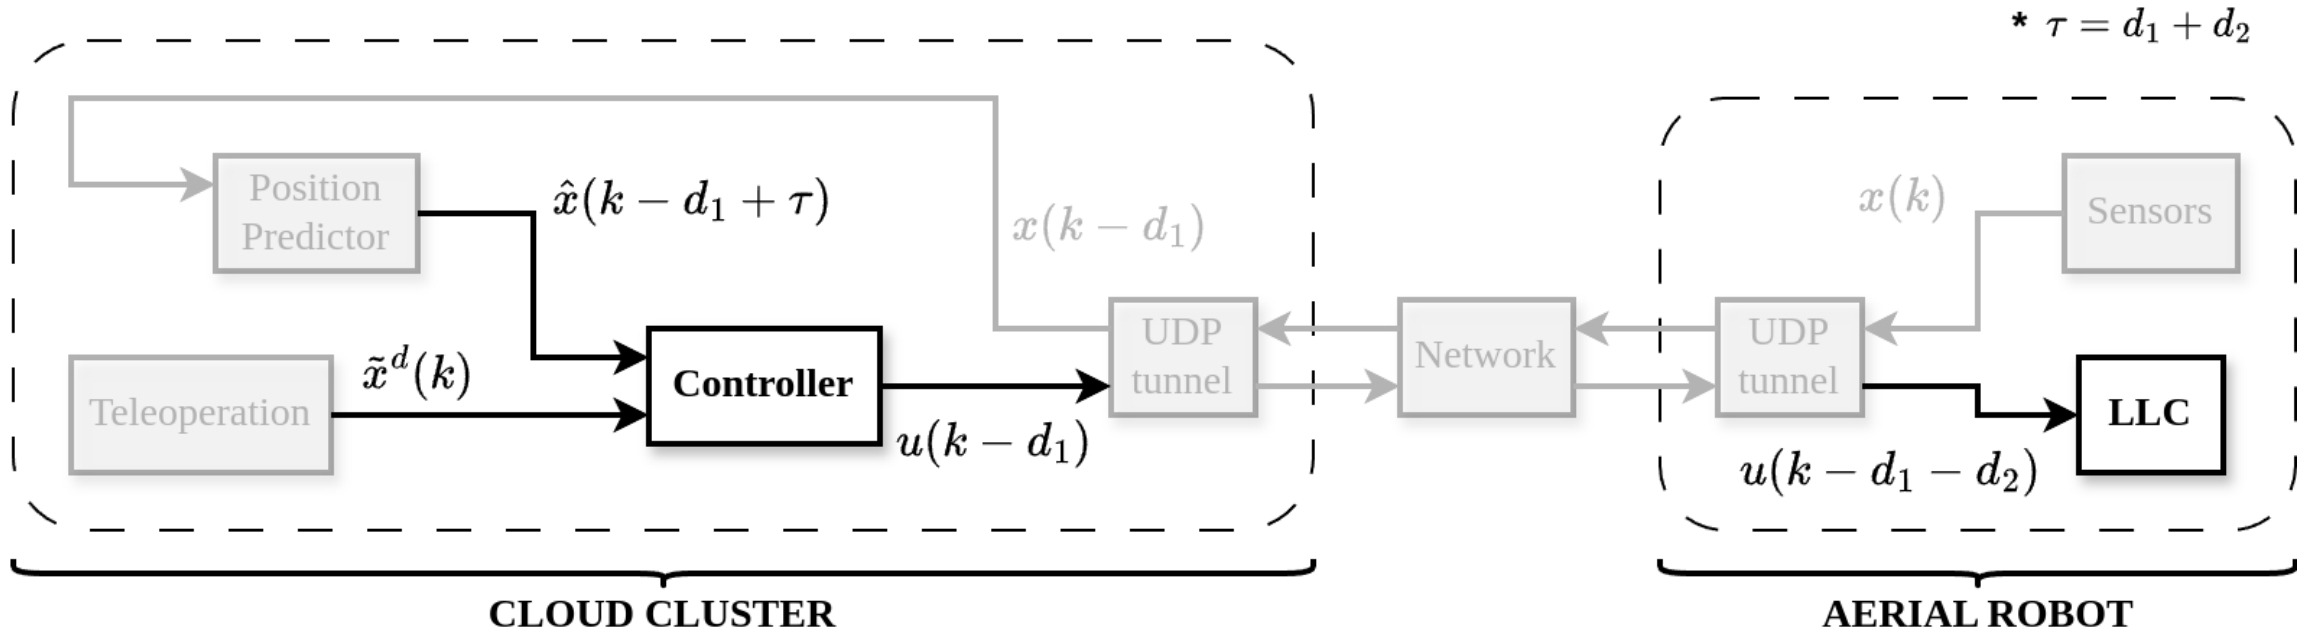 * τ = d₁ + d₂
Position
Predictor
x̂(k − d₁ + τ)
x(k − d₁)
x(k)
Sensors
Teleoperation
x̃ᵈ(k)
Controller
u(k − d₁)
UDP
tunnel
Network
UDP
tunnel
u(k − d₁ − d₂)
LLC
CLOUD CLUSTER
AERIAL ROBOT